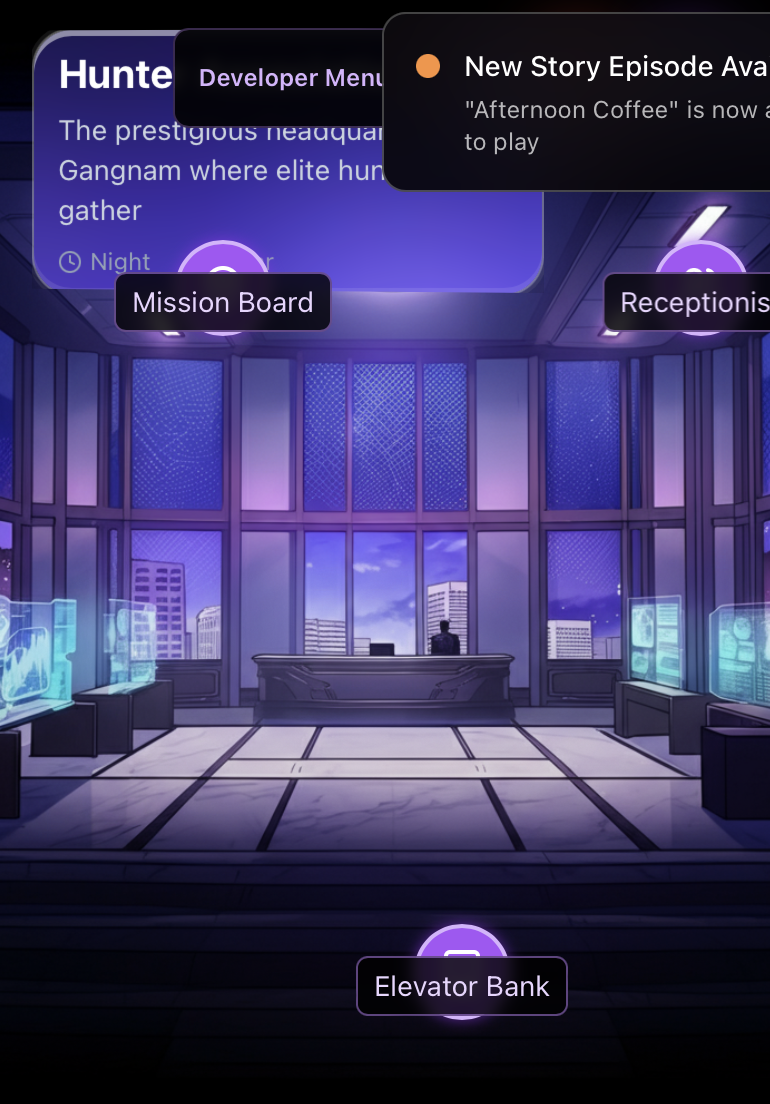 Hunte
Developer Menu
New Story Episode Ava
"Afternoon Coffee" is now a
to play
The prestigious headquar
Gangnam where elite hun
gather
Night
r
Mission Board
Receptionis
Elevator Bank